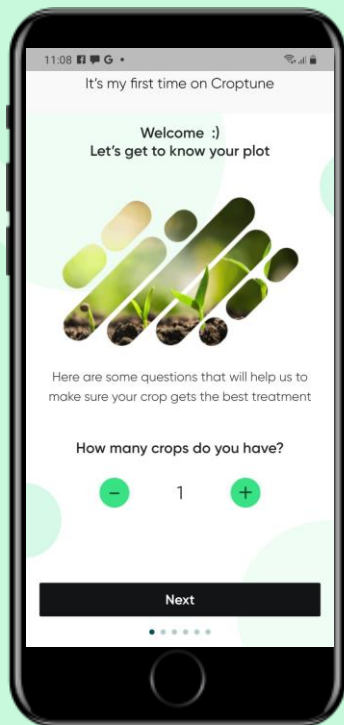 11:08 G •
It's my first time on Croptune
Welcome :)
Let's get to know your plot
Here are some questions that will help us to
make sure your crop gets the best treatment
How many crops do you have?
- 1 +
Next